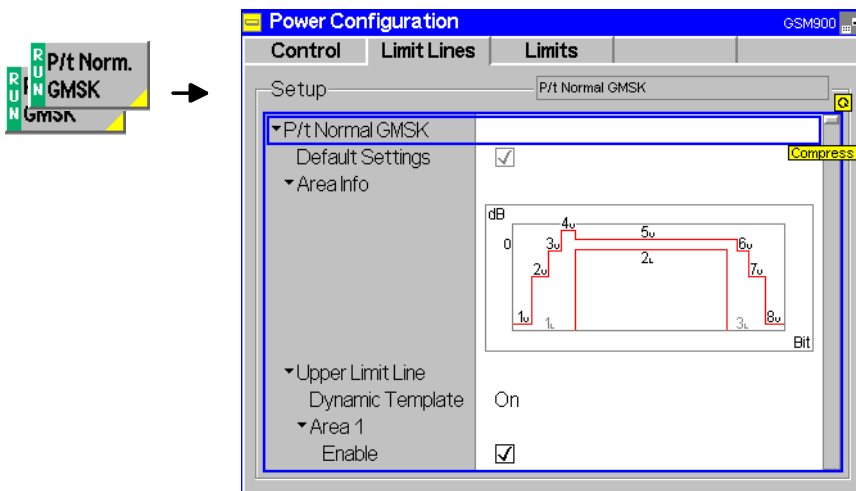 RUN P/t Norm.
GMSK
RUN
GMSK
Power Configuration GSM900
Control Limit Lines Limits
Setup P/t Normal GMSK
P/t Normal GMSK
Compress
Default Settings
Area Info
dB
0
4U
5U
3U
6U
2L
2U
7U
1U
1L
3L
8U
Bit
Upper Limit Line
Dynamic Template On
Area 1
Enable